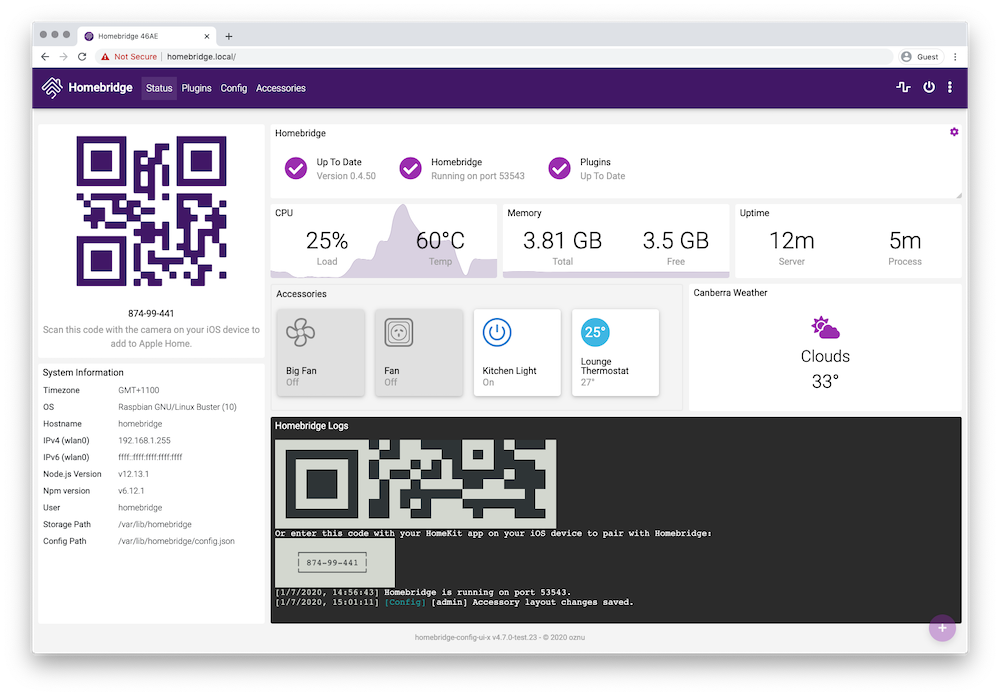 Homebridge 46AE
Not Secure | homebridge.local/
Guest
Homebridge Status Plugins Config Accessories
874-99-441
Scan this code with the camera on your iOS device to
add to Apple Home.
System Information
Timezone GMT+1100
OS Raspbian GNU/Linux Buster (10)
Hostname homebridge
IPv4 (wlan0) 192.168.1.255
IPv6 (wlan0) ffff::ffff:ffff:ffff:ffff
Node.js Version v12.13.1
Npm version v6.12.1
User homebridge
Storage Path /var/lib/homebridge
Config Path /var/lib/homebridge/config.json
Homebridge
Up To Date
Version 0.4.50
Homebridge
Running on port 53543
Plugins
Up To Date
CPU
25%
Load
60°C
Temp
Memory
3.81 GB
Total
3.5 GB
Free
Uptime
12m
Server
5m
Process
Accessories
Big Fan
Off
Fan
Off
Kitchen Light
On
25°
Lounge
Thermostat
27°
Canberra Weather
Clouds
33°
Homebridge Logs
Or enter this code with your HomeKit app on your iOS device to pair with Homebridge:
874-99-441
[1/7/2020, 14:56:43] Homebridge is running on port 53543.
[1/7/2020, 15:01:11] [Config] [admin] Accessory layout changes saved.
homebridge-config-ui-x v4.7.0-test.23 - © 2020 oznu